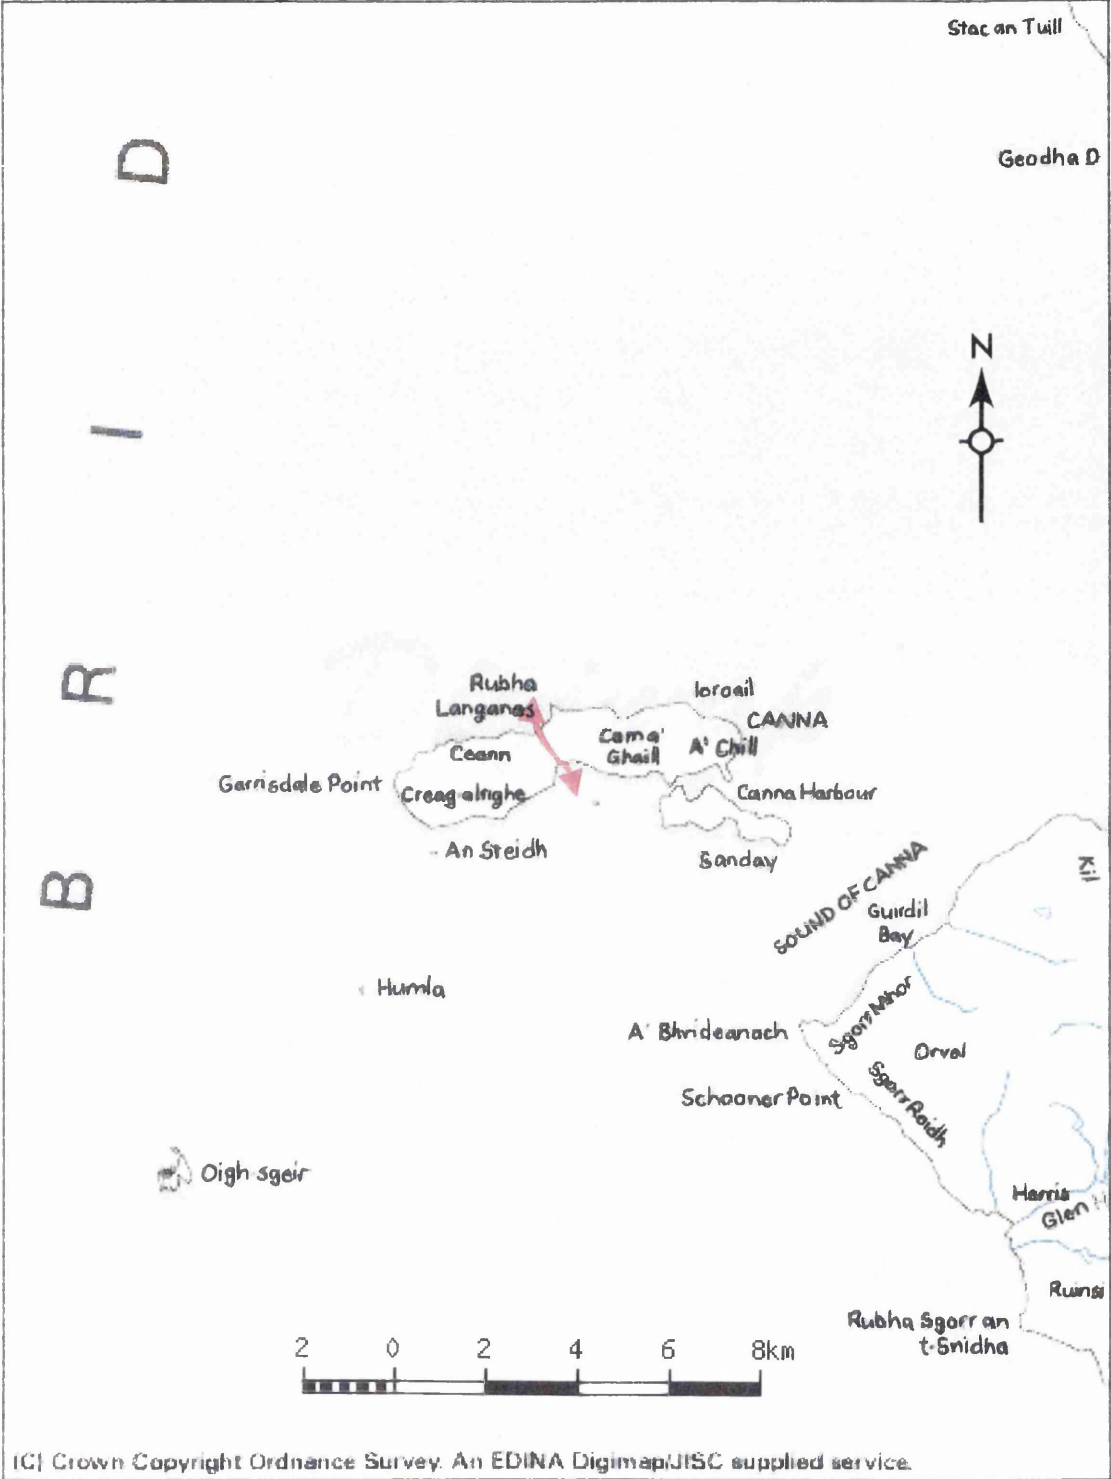 Stac an Tuill
D
Geodha D
N
I
R
Rubha
Langanes
Iorcail
CANNA
Cama'
Ghaill
A' Chill
Ceann
Garrisdale Point
Creag alrighe
Canna Harbour
An Steidh
Sanday
B
SOUND OF CANNA
Kil
Guirdil
Bay
Humla
Sgorr Mhor
A' Bhrideanach
Orval
Schooner Point
Sgorr Roidh
Oigh sgeir
Harris
Glen H
Ruinsi
Rubha Sgorr an
t-Snidha
2 0 2 4 6 8km
(C) Crown Copyright Ordnance Survey. An EDINA Digimap/JISC supplied service.